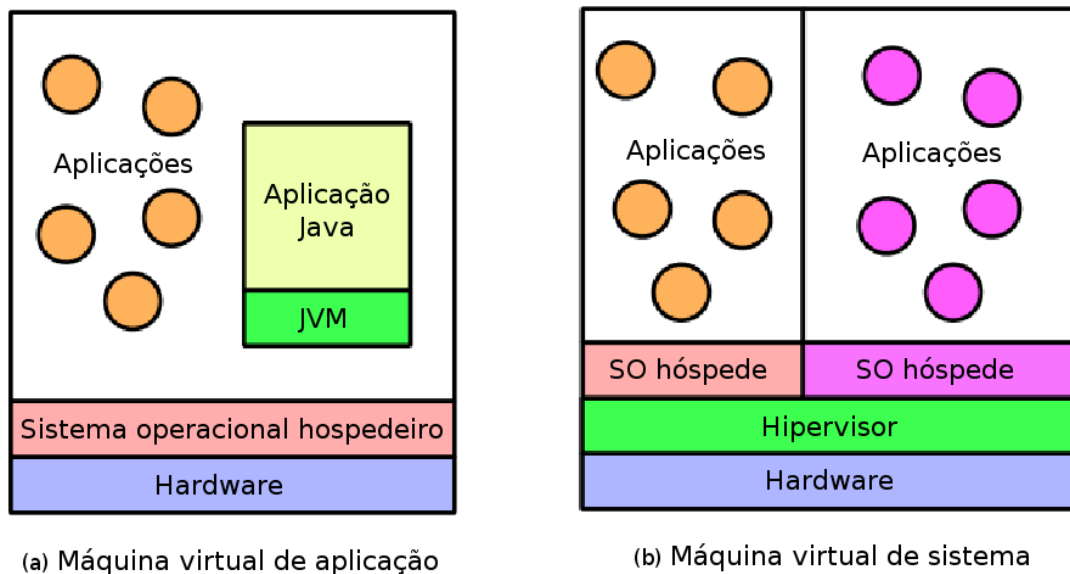 Aplicações
Aplicação
Java
JVM
Sistema operacional hospedeiro
Hardware
(a) Máquina virtual de aplicação
Aplicações
Aplicações
SO hóspede
SO hóspede
Hipervisor
Hardware
(b) Máquina virtual de sistema